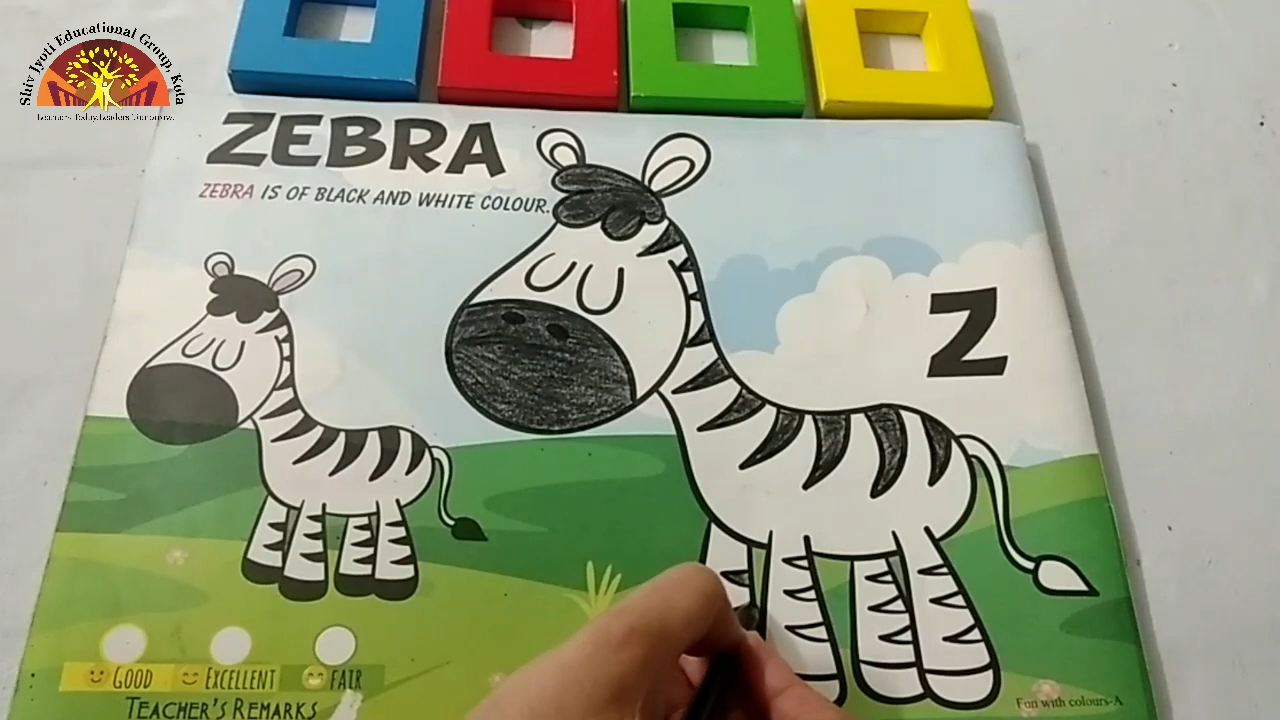 Shiv Jyoti Educational Group, Kota
ZEBRA
ZEBRA IS OF BLACK AND WHITE COLOUR.
Z
GOOD EXCELLENT FAIR
TEACHER'S REMARKS
Fun with colours-A